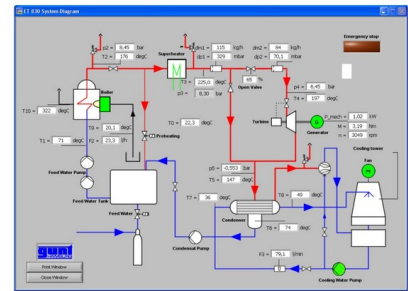 ET 830 System Diagram
p2 = 6,45 bar
T2 = 176 degC
Superheater
dm1 = 115 kg/h
dp1 = 329 mbar
dm2 = 84 kg/h
dp2 = 70,1 mbar
Emergency stop
T3 = 225,0 degC
p3 = 8,30 bar
65 %
Open Valve
p4 = 6,45 bar
T4 = 197 degC
Boiler
T10 = 322 degC
T0 = 22,3 degC
Turbine
Generator
G
P_mech = 1,02 kW
M = 3,19 Nm
n = 3049 rpm
T9 = 20,1 degC
F2 = 23,3 l/h
T1 = 71 degC
Preheating
Cooling tower
Fan
M
Feed Water Pump
p5 = -0,553 bar
T5 = 147 degC
T7 = 36 degC
T8 = 40 degC
Feed Water Tank
Feed Water
Condenser
T6 = 74 degC
Condensat Pump
F3 = 79,1 l/min
Cooling Water Pump
gunt
Print Window
Close Window